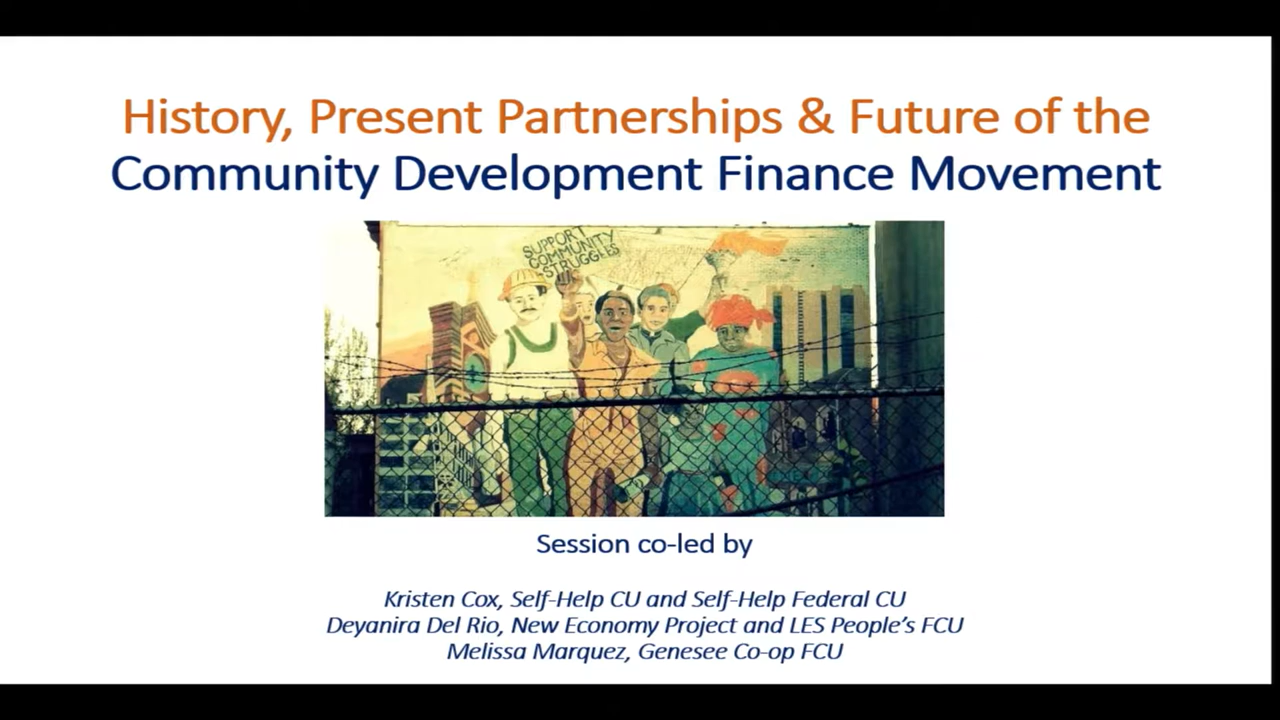 History, Present Partnerships & Future of the
Community Development Finance Movement
SUPPORT
COMMUNITY
STRUGGLES
Session co-led by
Kristen Cox, Self-Help CU and Self-Help Federal CU
Deyanira Del Rio, New Economy Project and LES People's FCU
Melissa Marquez, Genesee Co-op FCU